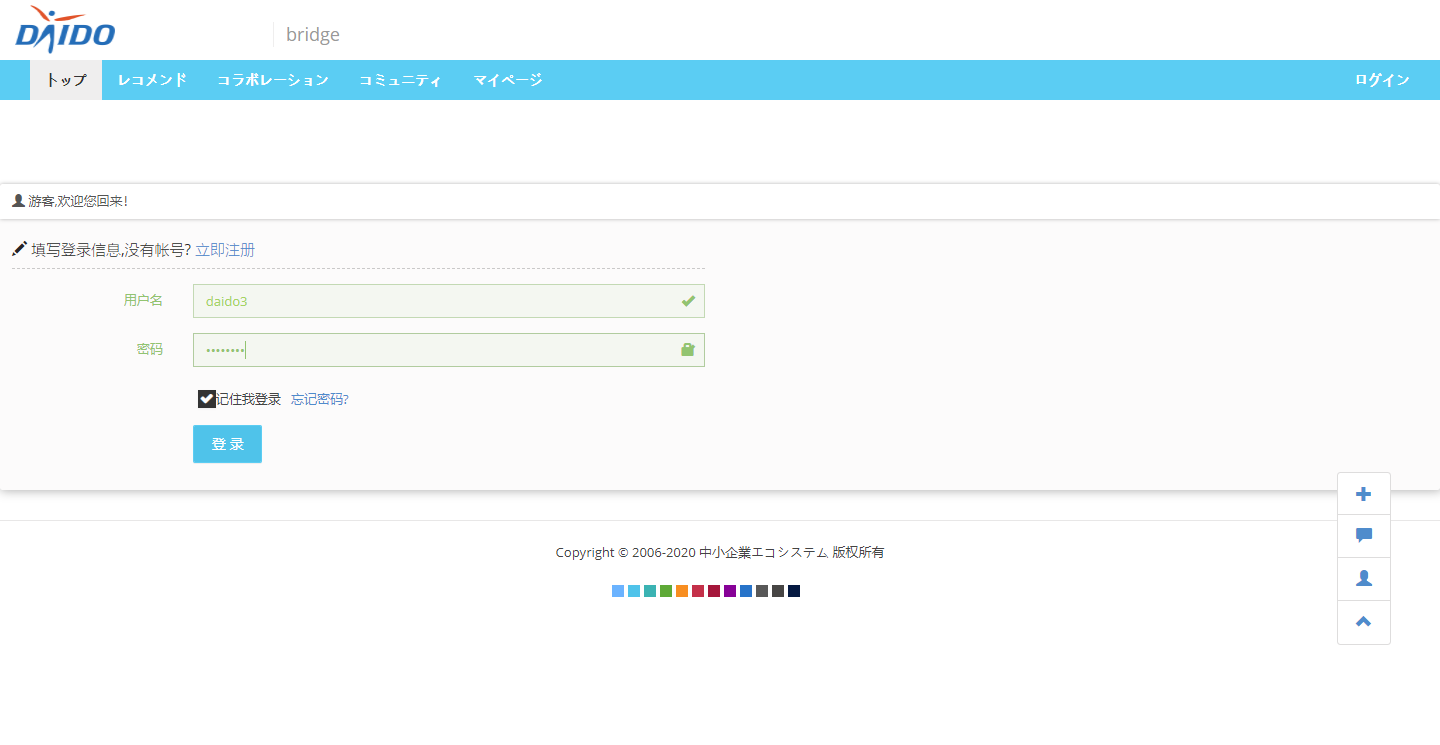 DAIDO
bridge
トップ レコメンド コラボレーション コミュニティ マイページ ログイン
游客,欢迎您回来!
填写登录信息,没有帐号? 立即注册
用户名 daido3
密码 ••••••••
记住我登录 忘记密码?
登 录
Copyright © 2006-2020 中小企業エコシステム 版权所有